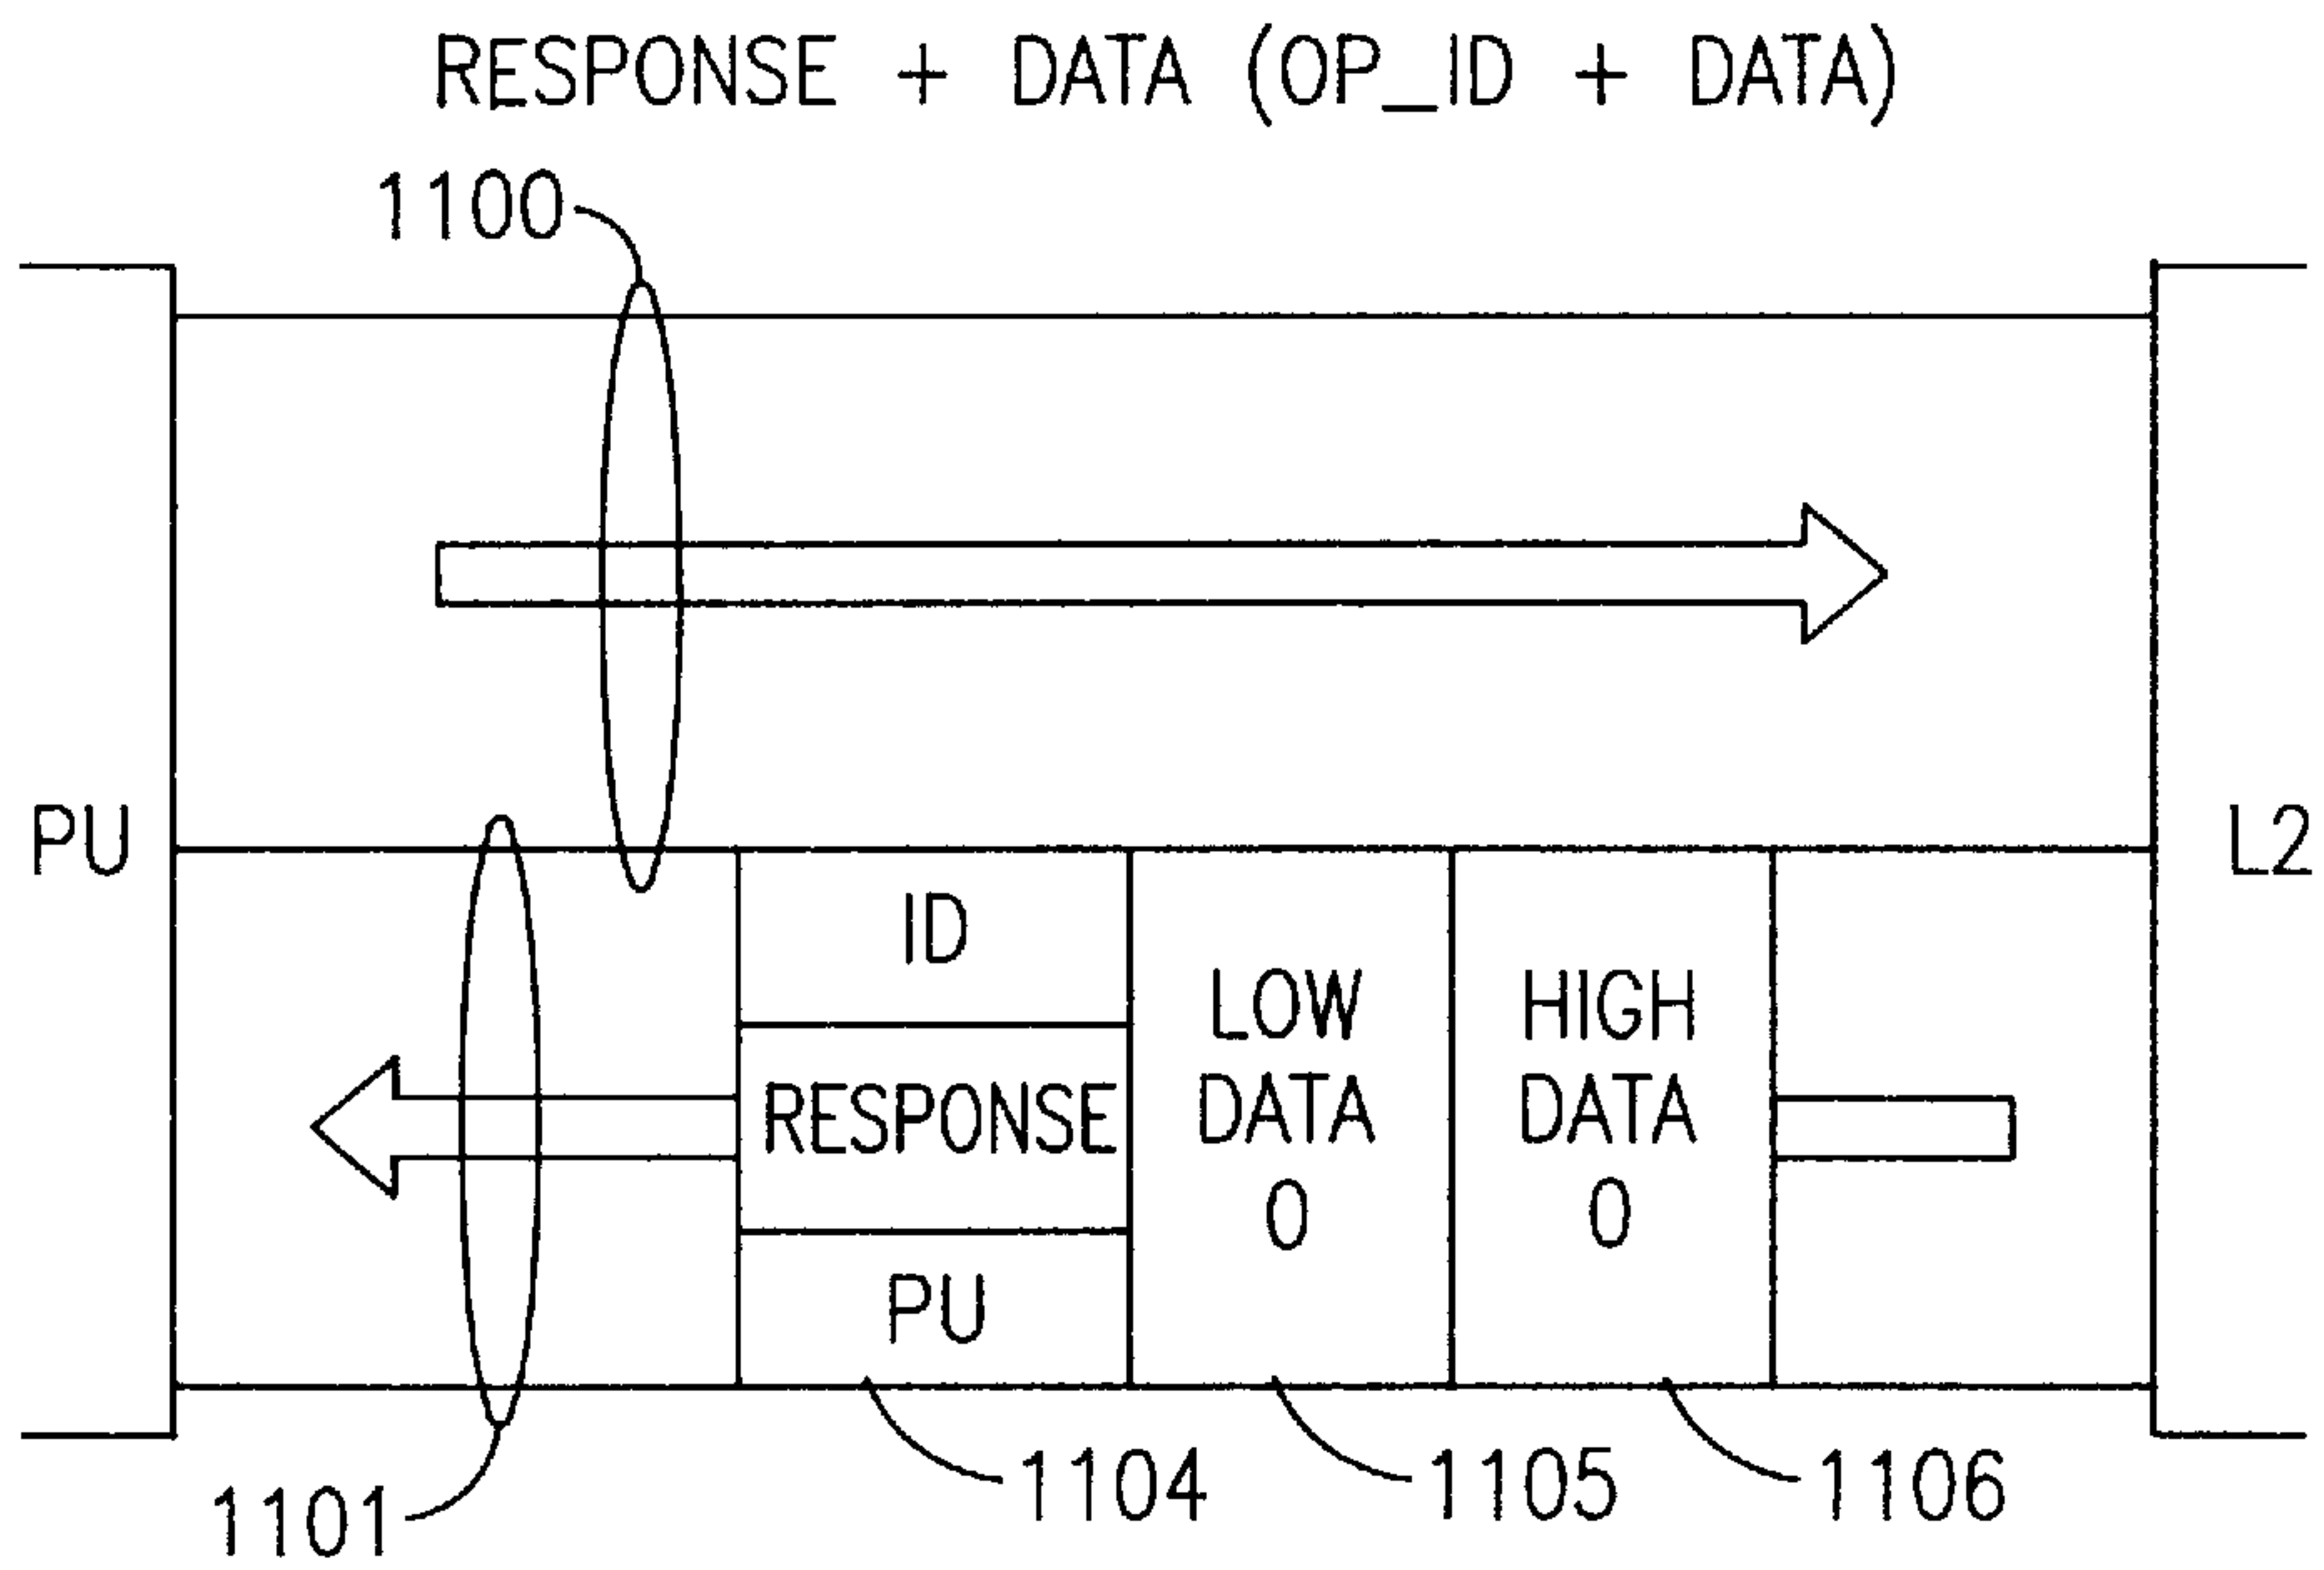 RESPONSE + DATA (OP_ID + DATA)
1100
PU
L2
ID
RESPONSE
PU
LOW
DATA
0
HIGH
DATA
0
1101
1104
1105
1106